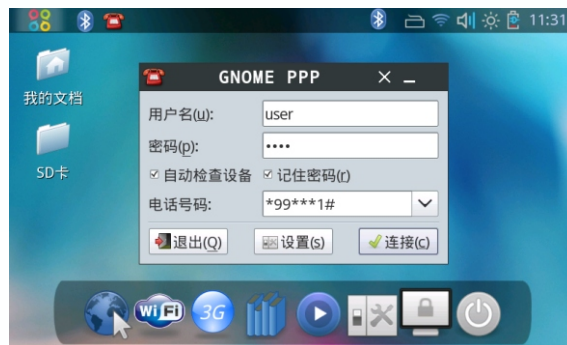 11:31
我的文档
SD卡
GNOME PPP
用户名(u): user
密码(p): ••••
自动检查设备 记住密码(r)
电话号码: *99***1#
退出(Q) 设置(s) 连接(c)
WiFi 3G